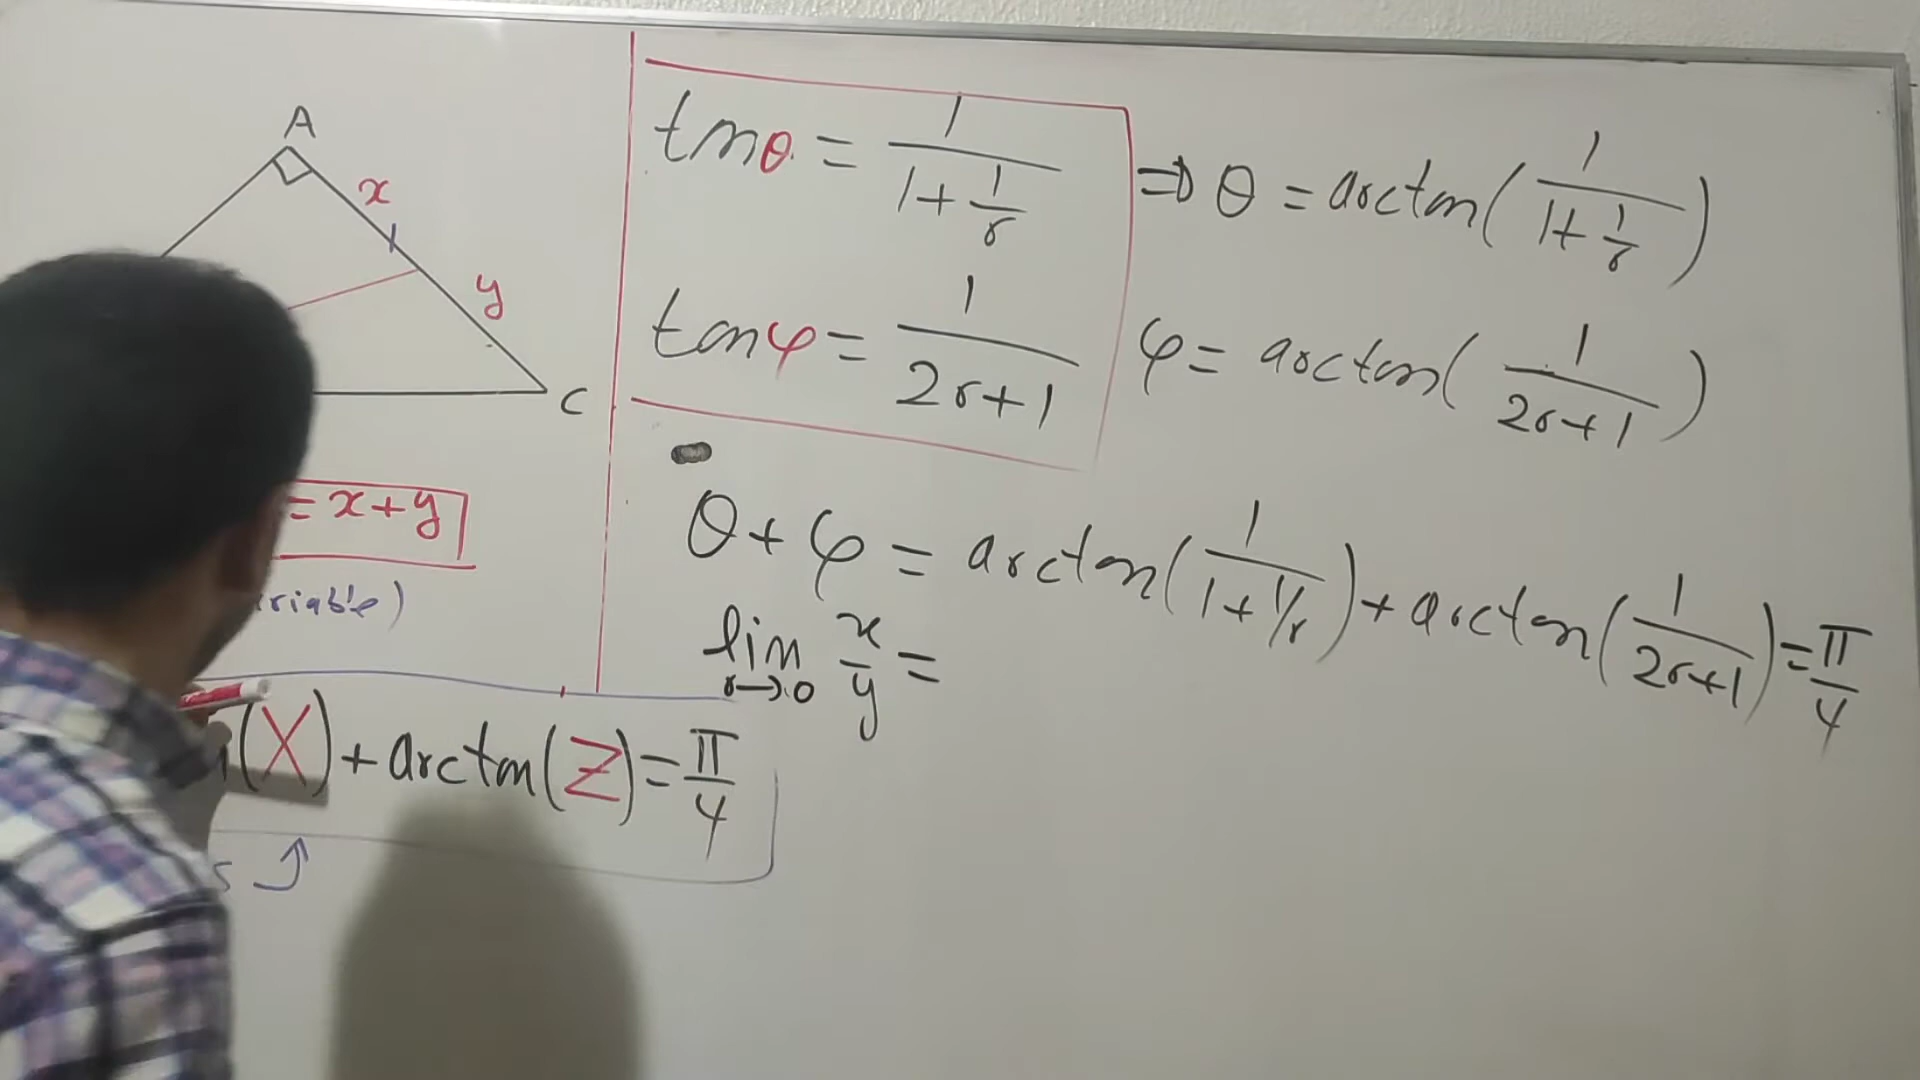 A
x
y
C
= x + y
riable)
(X) + arctan(Z) = π/4
s
tanθ = 1/(1 + 1/r) => θ = arctan(1/(1 + 1/r))
tanφ = 1/(2r+1) φ = arctan(1/(2r+1))
θ + φ = arctan(1/(1 + 1/r)) + arctan(1/(2r+1)) = π/4
lim r→0 x/y =